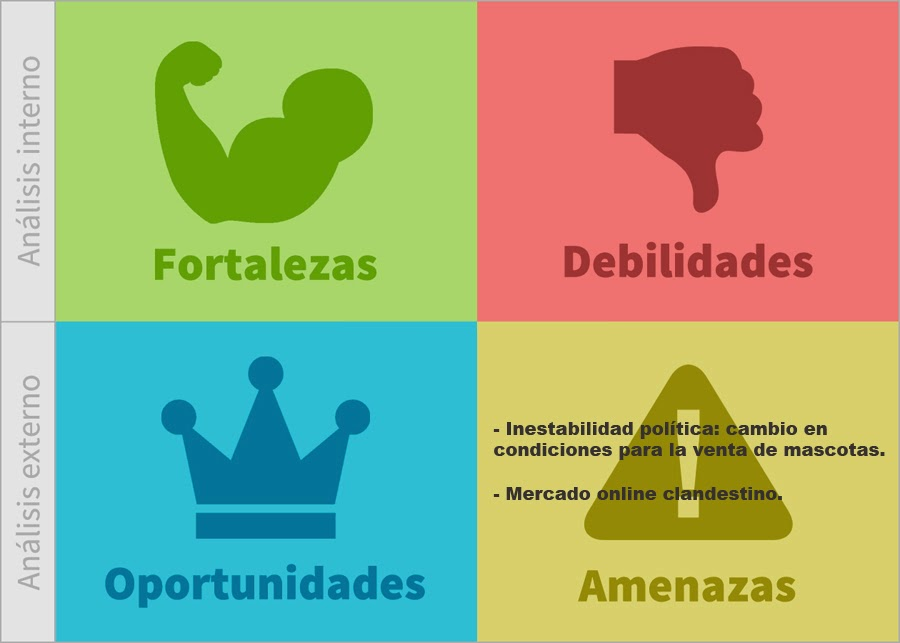 Análisis interno
Fortalezas
Debilidades
Análisis externo
Oportunidades
- Inestabilidad política: cambio en
condiciones para la venta de mascotas.
- Mercado online clandestino.
Amenazas